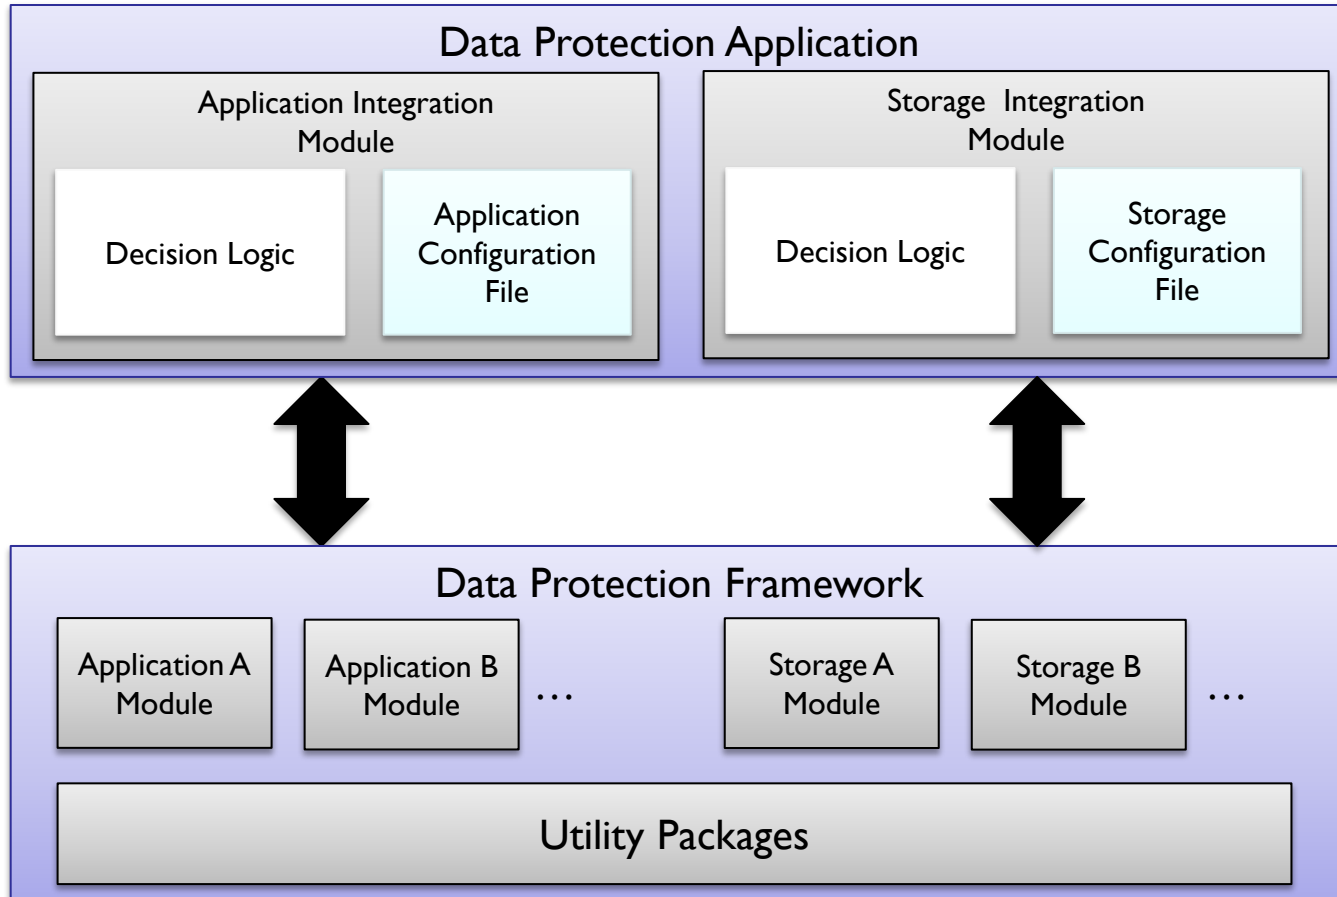 Data Protection Application
Application Integration
Module
Decision Logic
Application
Configuration
File
Storage Integration
Module
Decision Logic
Storage
Configuration
File
Data Protection Framework
Application A
Module
Application B
Module
...
Storage A
Module
Storage B
Module
...
Utility Packages